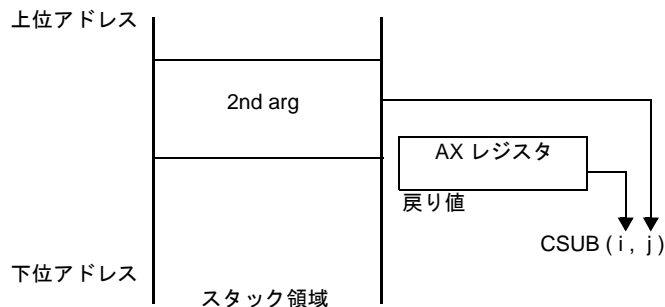 上位アドレス
2nd arg
AX レジスタ
戻り値
CSUB ( i , j )
下位アドレス
スタック領域